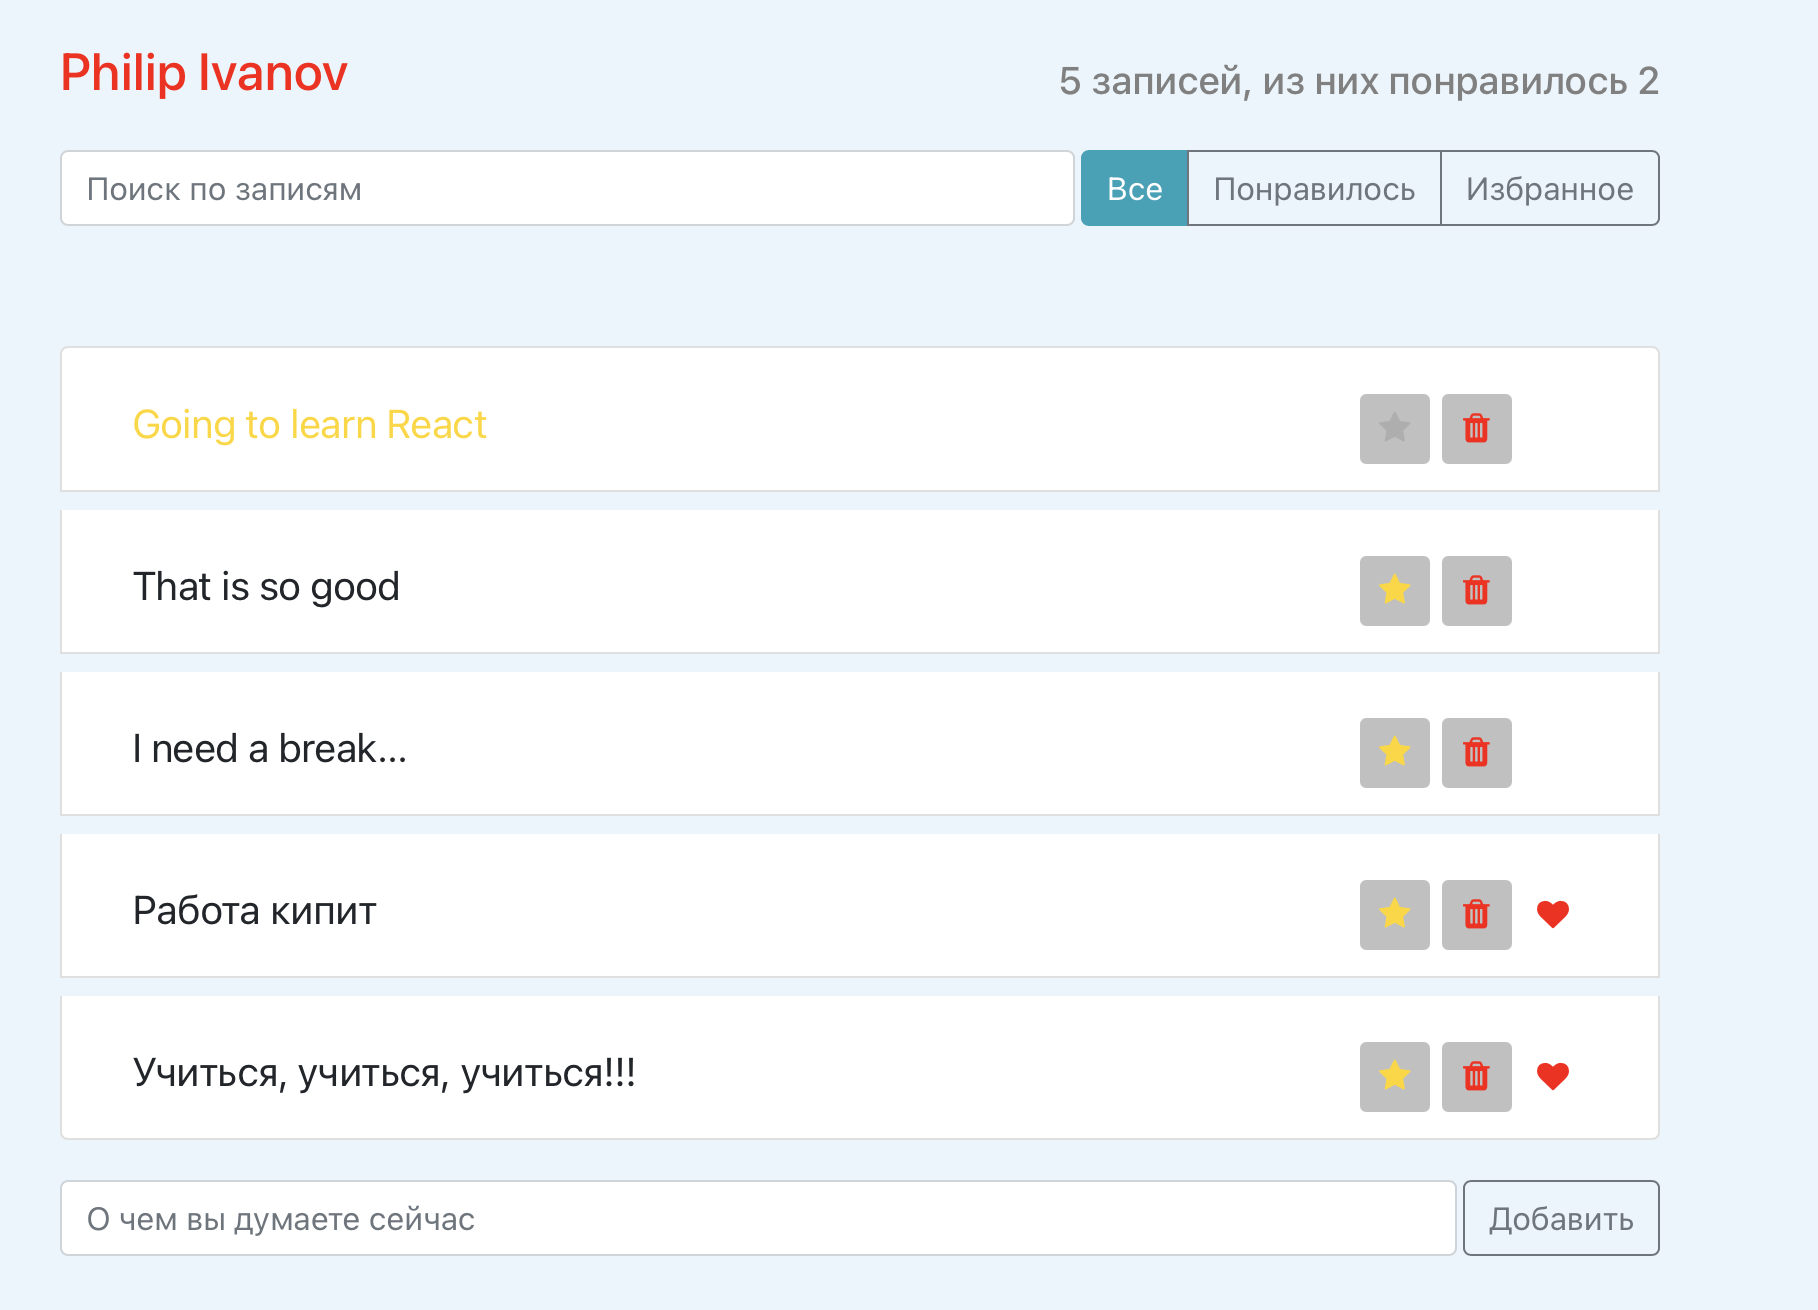 Philip Ivanov
5 записей, из них понравилось 2
Поиск по записям
Все
Понравилось
Избранное
Going to learn React
That is so good
I need a break...
Работа кипит
Учиться, учиться, учиться!!!
О чем вы думаете сейчас
Добавить